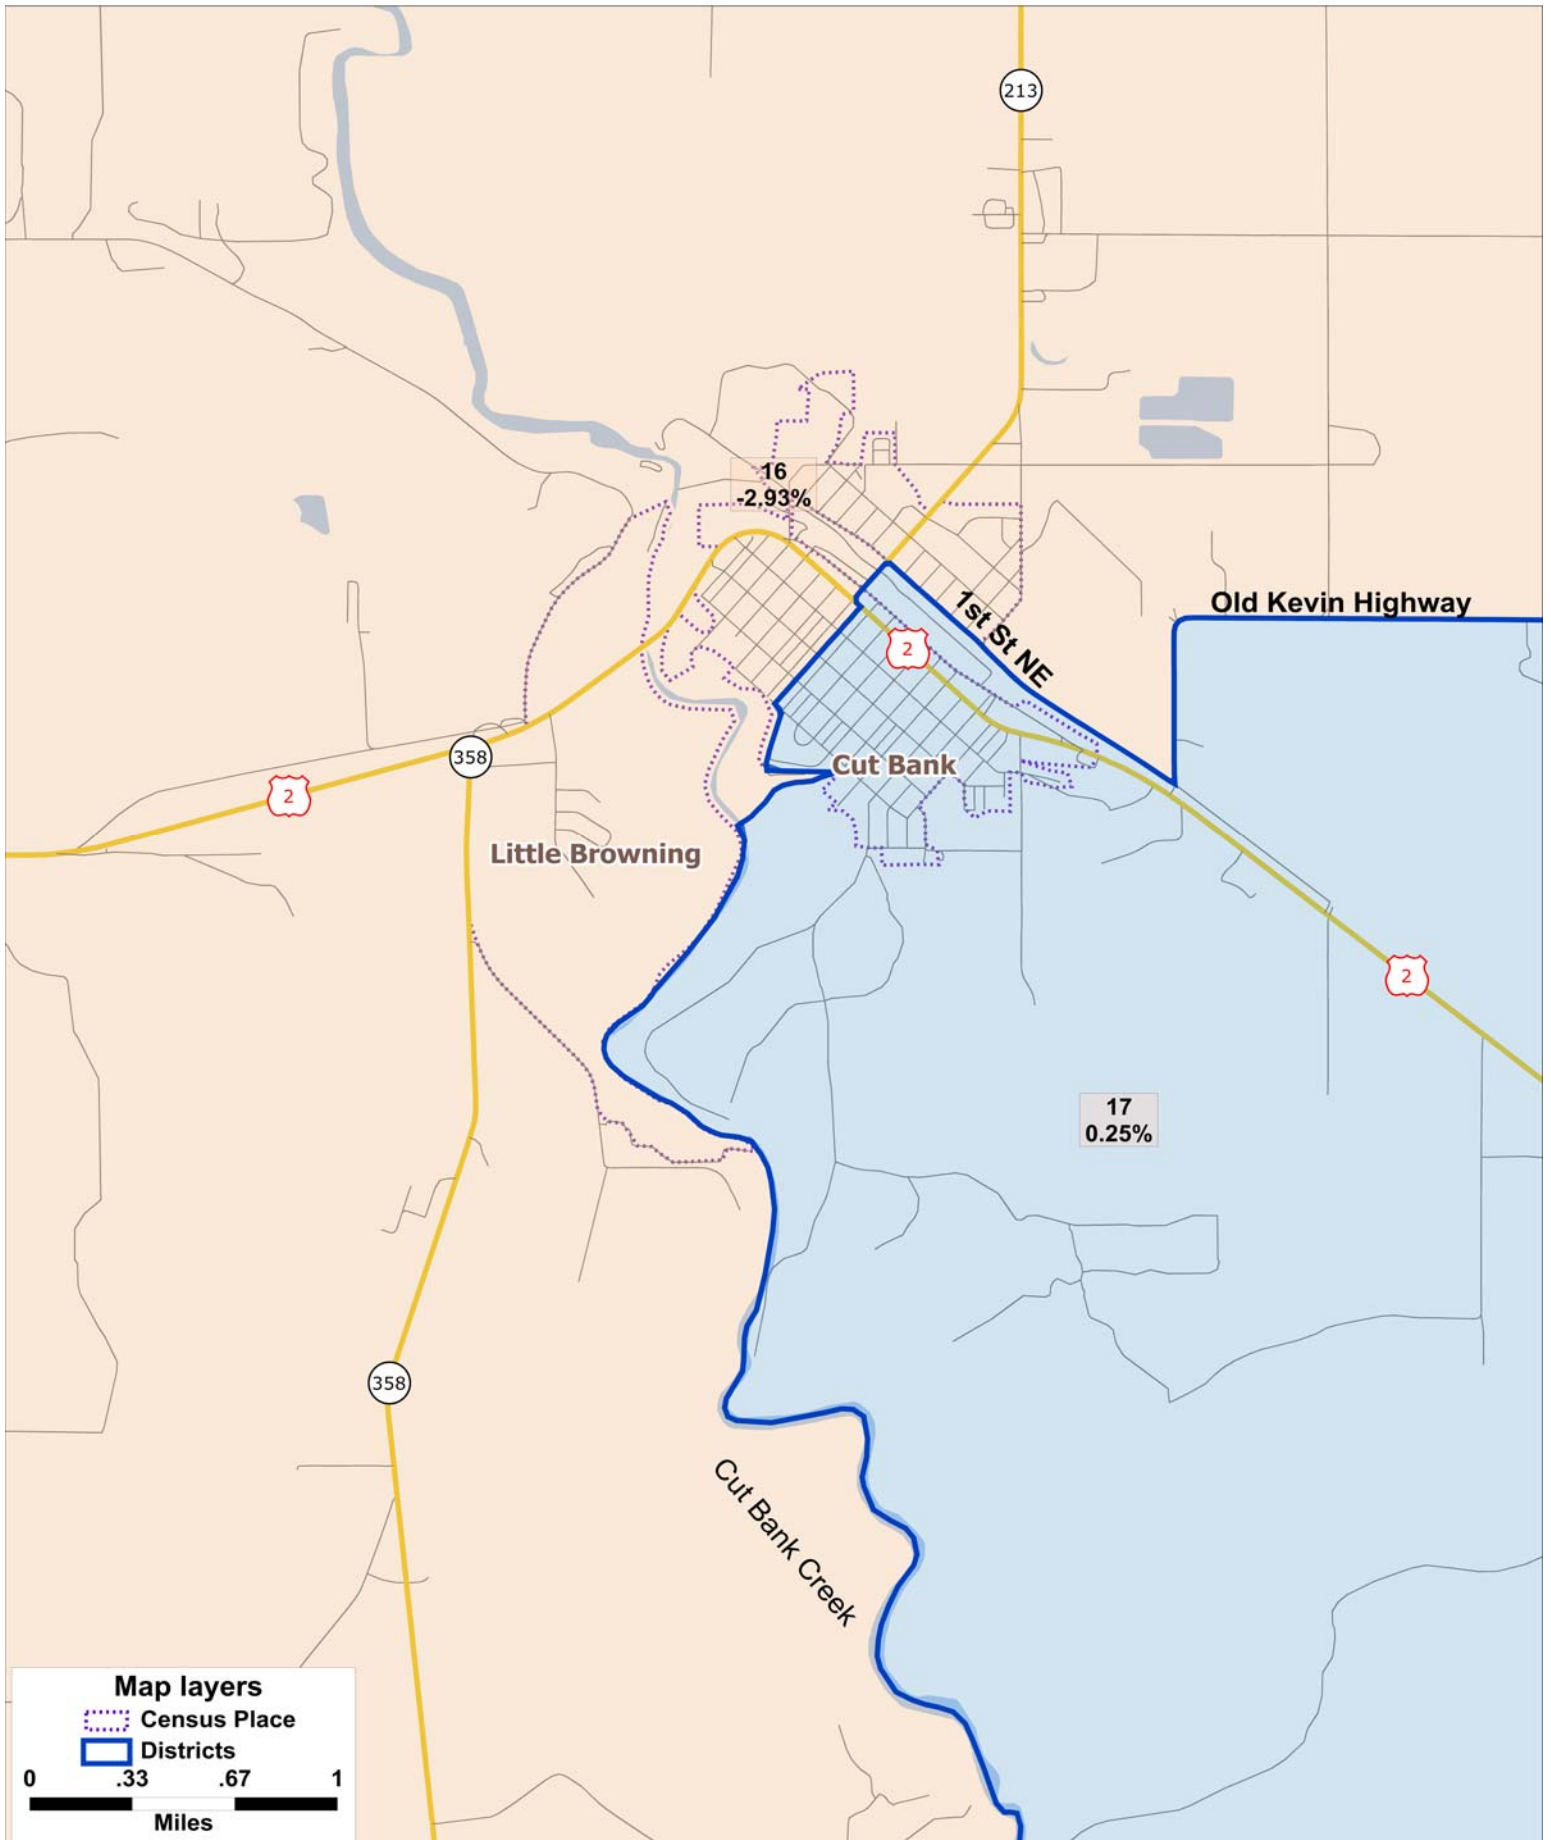 213
16
-2.93%
Old Kevin Highway
1st St NE
2
358
Cut Bank
2
Little Browning
2
17
0.25%
358
Cut Bank Creek
Map layers
Census Place
Districts
0 .33 .67 1
Miles